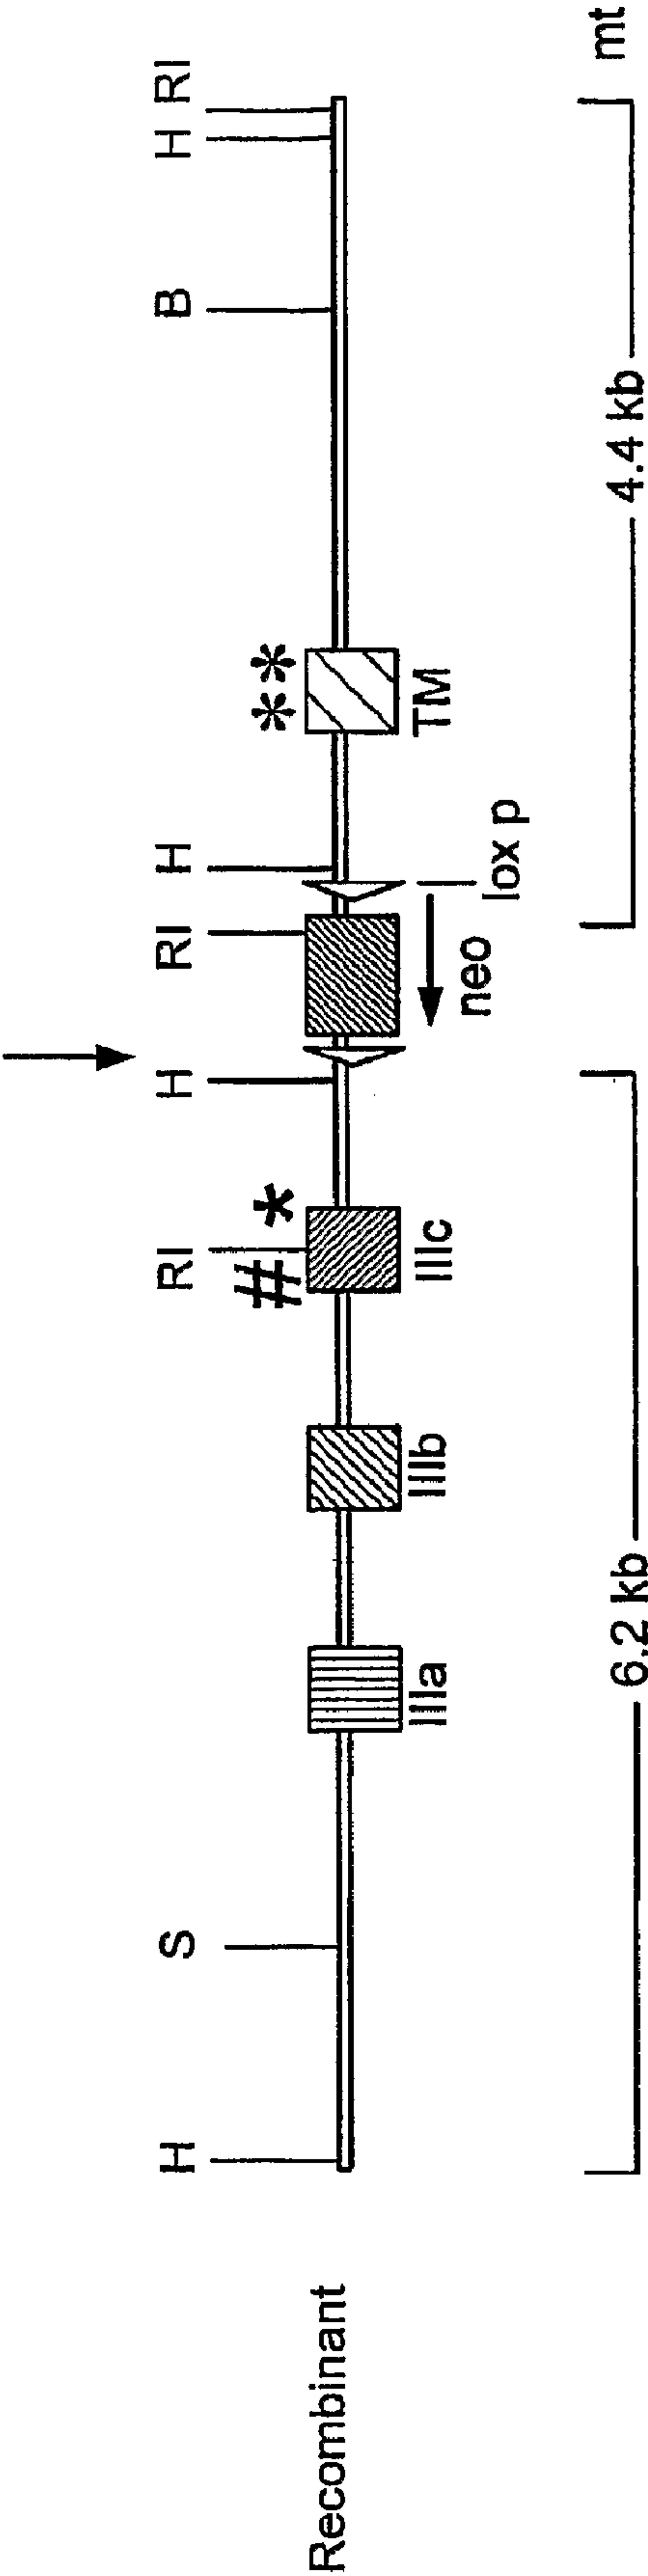 H S RI H RI H B H RI
# * **
Recombinant
IIIa IIIb IIIc TM
neo lox p
6.2 kb 4.4 kb mt